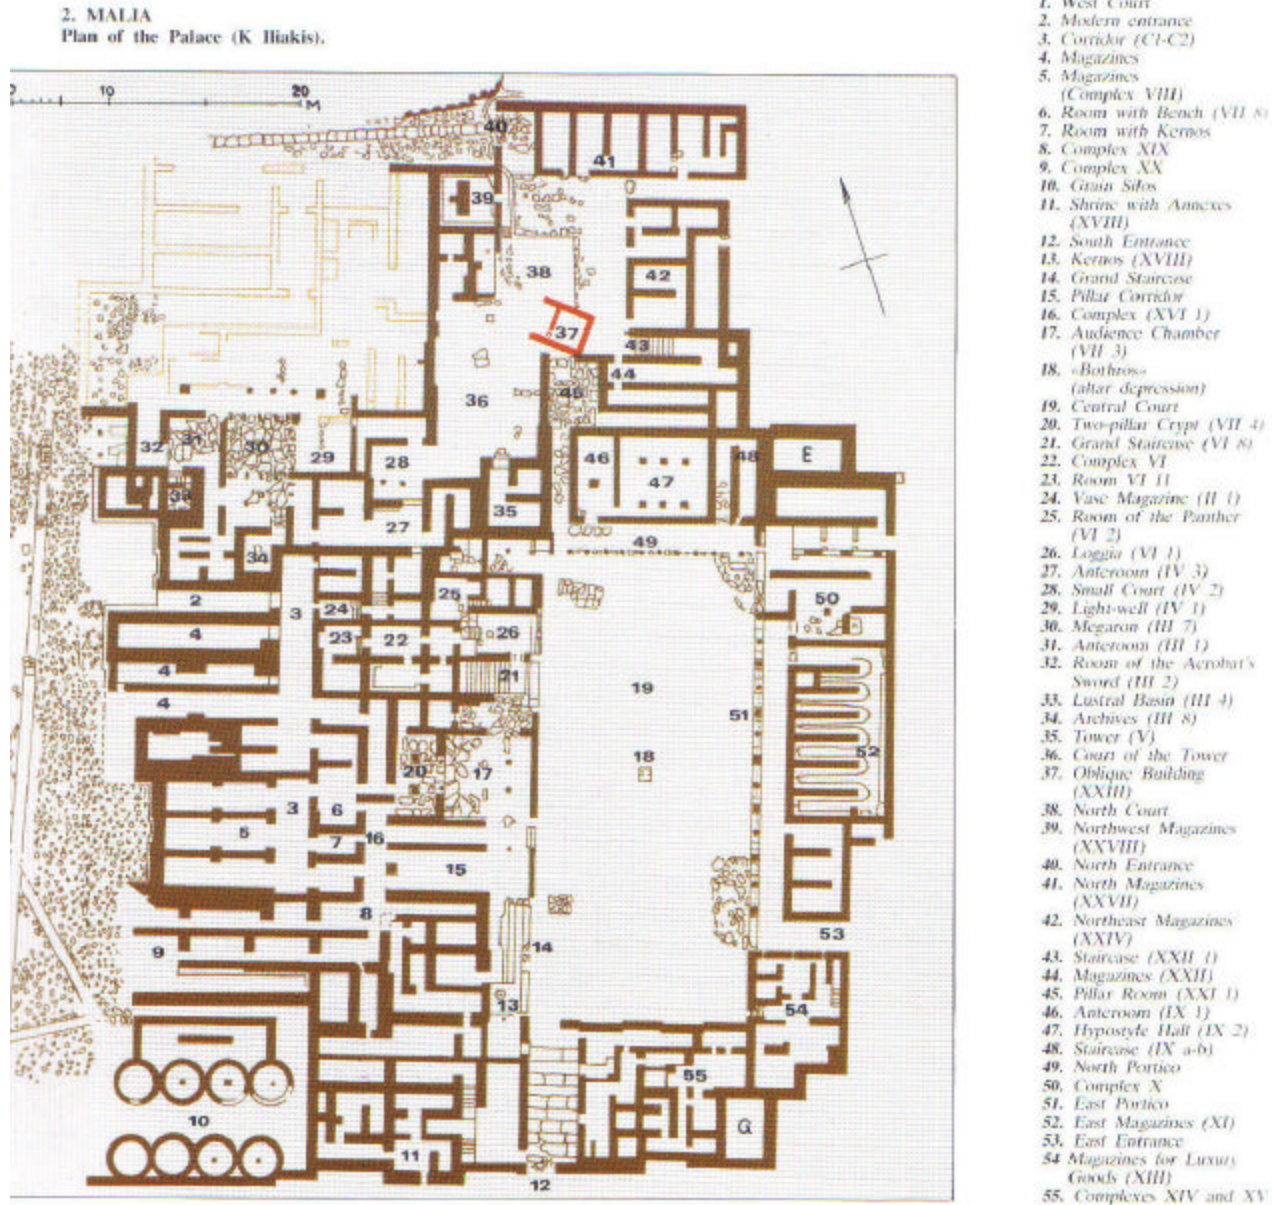 2. MALIA
Plan of the Palace (K Iliakis).
10
20
M
40
41
39
38
42
37
43
44
45
36
32
31
30
29
28
46
47
48
E
33
35
27
34
49
2
3
24
25
50
4
23
22
26
4
21
19
4
51
52
20
17
18
3
6
5
7
16
15
8
53
9
14
13
54
55
10
G
11
12
1. West Court
2. Modern entrance
3. Corridor (C1-C2)
4. Magazines
5. Magazines
(Complex VIII)
6. Room with Bench (VII 8)
7. Room with Kernos
8. Complex XIX
9. Complex XX
10. Grain Silos
11. Shrine with Annexes
(XVIII)
12. South Entrance
13. Kernos (XVIII)
14. Grand Staircase
15. Pillar Corridor
16. Complex (XVI 1)
17. Audience Chamber
(VII 3)
18. «Bothros»
(altar depression)
19. Central Court
20. Two-pillar Crypt (VII 4)
21. Grand Staircase (VI 8)
22. Complex VI
23. Room VI 11
24. Vase Magazine (II 1)
25. Room of the Panther
(VI 2)
26. Loggia (VI 1)
27. Anteroom (IV 3)
28. Small Court (IV 2)
29. Light-well (IV 1)
30. Megaron (III 7)
31. Anteroom (III 1)
32. Room of the Acrobat's
Sword (III 2)
33. Lustral Basin (III 4)
34. Archives (III 8)
35. Tower (V)
36. Court of the Tower
37. Oblique Building
(XXIII)
38. North Court
39. Northwest Magazines
(XXVIII)
40. North Entrance
41. North Magazines
(XXVII)
42. Northeast Magazines
(XXIV)
43. Staircase (XXII 1)
44. Magazines (XXII)
45. Pillar Room (XXI 1)
46. Anteroom (IX 1)
47. Hypostyle Hall (IX 2)
48. Staircase (IX a-b)
49. North Portico
50. Complex X
51. East Portico
52. East Magazines (XI)
53. East Entrance
54 Magazines for Luxury
Goods (XIII)
55. Complexes XIV and XV